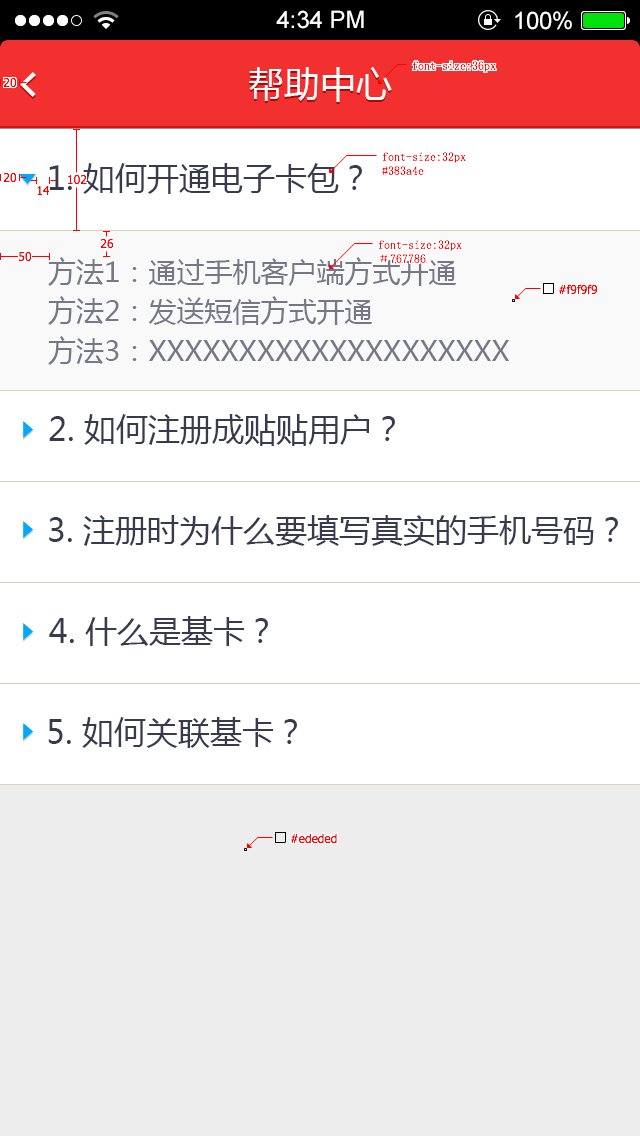 4:34 PM 100%
20 帮助中心 font-size:36px
font-size:32px
#383a4c
20 14 102 1. 如何开通电子卡包？
26 font-size:32px
50 #767786
方法1：通过手机客户端方式开通
#f9f9f9
方法2：发送短信方式开通
方法3：XXXXXXXXXXXXXXXXXXXX
2. 如何注册成贴贴用户？
3. 注册时为什么要填写真实的手机号码？
4. 什么是基卡？
5. 如何关联基卡？
#ededed